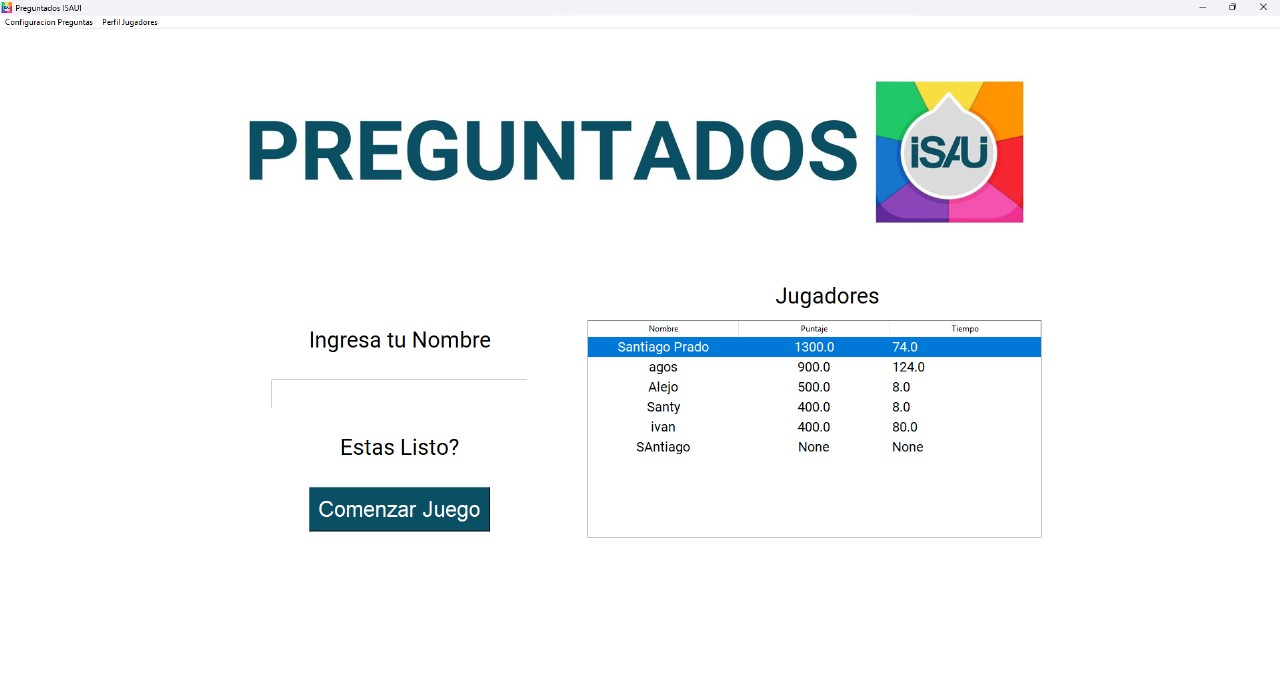 Preguntados ISAUI
Configuracion Preguntas Perfil Jugadores
PREGUNTADOS
iSAUi
Jugadores
Ingresa tu Nombre
Estas Listo?
Comenzar Juego
Nombre Puntaje Tiempo
Santiago Prado 1300.0 74.0
agos 900.0 124.0
Alejo 500.0 8.0
Santy 400.0 8.0
ivan 400.0 80.0
SAntiago None None